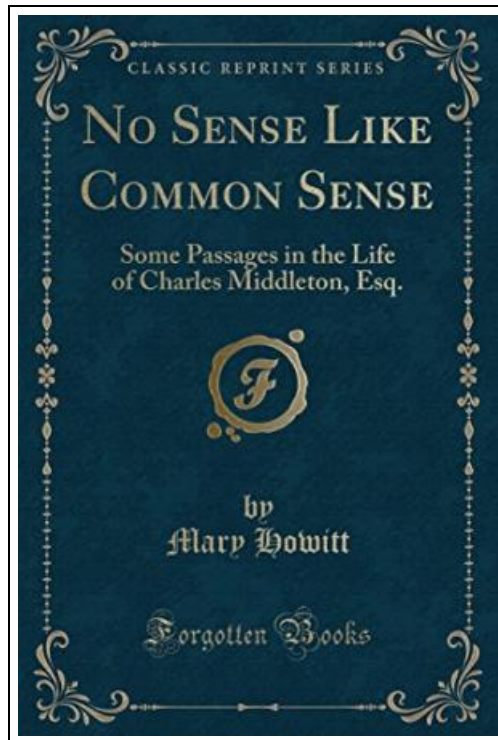 CLASSIC REPRINT SERIES
NO SENSE LIKE
COMMON SENSE
Some Passages in the Life
of Charles Middleton, Esq.
F
by
Mary Howitt
Forgotten Books